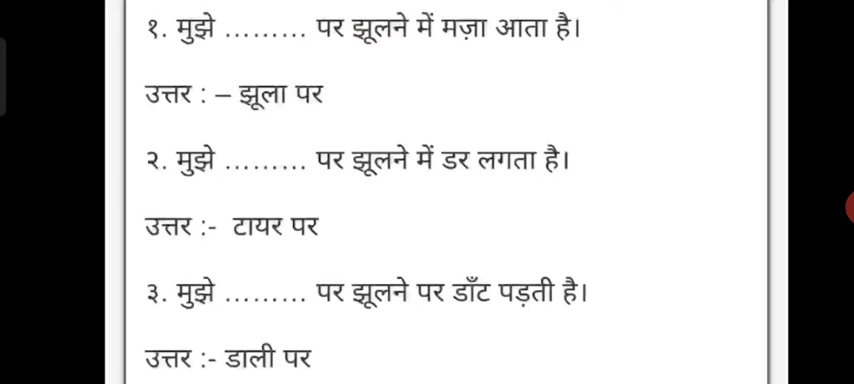 १. मुझे ......... पर झूलने में मज़ा आता है।
उत्तर : – झूला पर
२. मुझे ......... पर झूलने में डर लगता है।
उत्तर :- टायर पर
३. मुझे ......... पर झूलने पर डाँट पड़ती है।
उत्तर :- डाली पर